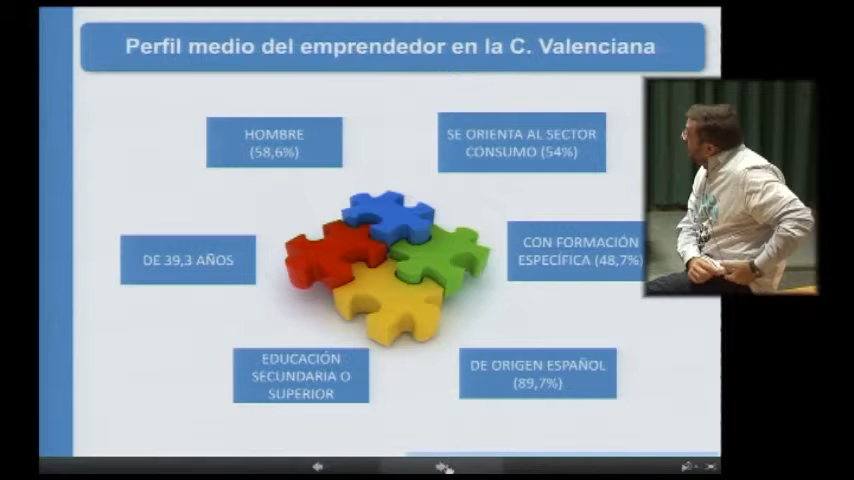 Perfil medio del emprendedor en la C. Valenciana
HOMBRE
(58,6%)
SE ORIENTA AL SECTOR
CONSUMO (54%)
DE 39,3 AÑOS
CON FORMACIÓN
ESPECÍFICA (48,7%)
EDUCACIÓN
SECUNDARIA O
SUPERIOR
DE ORIGEN ESPAÑOL
(89,7%)